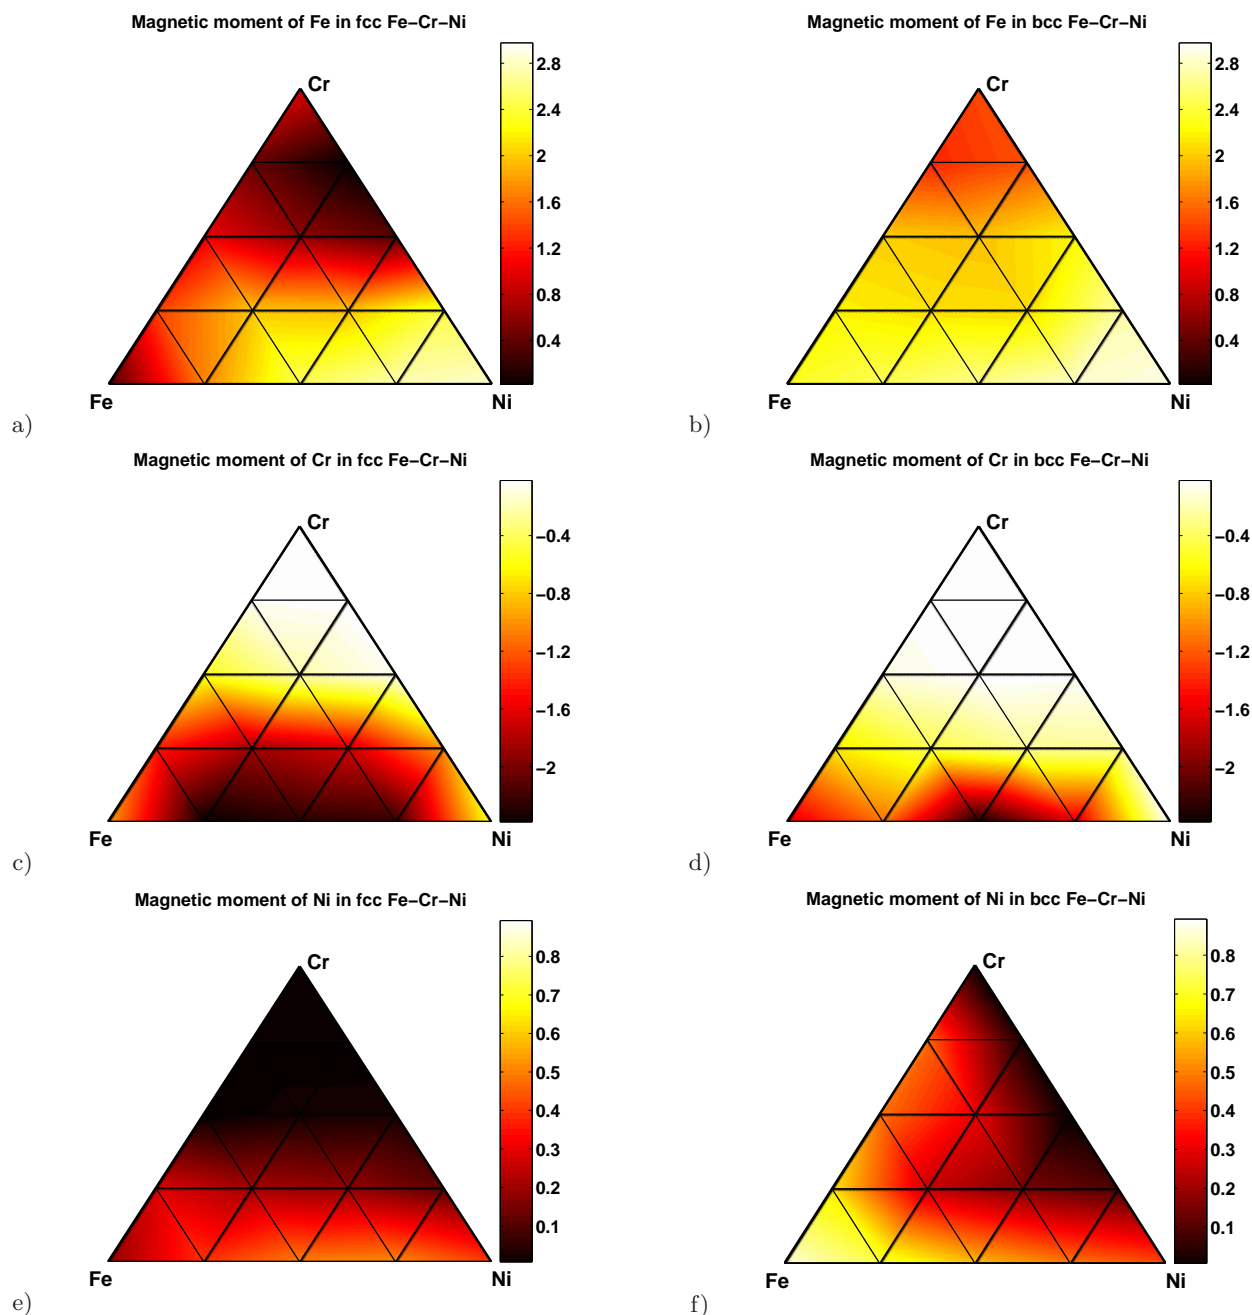 Magnetic moment of Fe in fcc Fe−Cr−Ni
Cr
Fe
Ni
2.8
2.4
2
1.6
1.2
0.8
0.4
a)
Magnetic moment of Fe in bcc Fe−Cr−Ni
Cr
Fe
Ni
2.8
2.4
2
1.6
1.2
0.8
0.4
b)
Magnetic moment of Cr in fcc Fe−Cr−Ni
Cr
Fe
Ni
−0.4
−0.8
−1.2
−1.6
−2
c)
Magnetic moment of Cr in bcc Fe−Cr−Ni
Cr
Fe
Ni
−0.4
−0.8
−1.2
−1.6
−2
d)
Magnetic moment of Ni in fcc Fe−Cr−Ni
Cr
Fe
Ni
0.8
0.7
0.6
0.5
0.4
0.3
0.2
0.1
e)
Magnetic moment of Ni in bcc Fe−Cr−Ni
Cr
Fe
Ni
0.8
0.7
0.6
0.5
0.4
0.3
0.2
0.1
f)